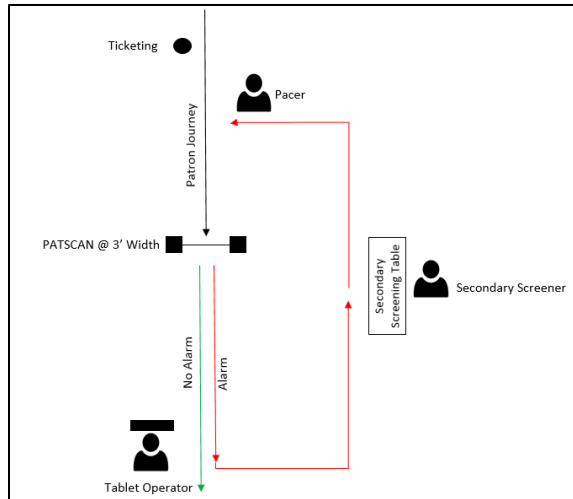 Ticketing
Pacer
Patron Journey
PATSCAN @ 3’ Width
Secondary
Screening Table
Secondary Screener
No Alarm
Alarm
Tablet Operator